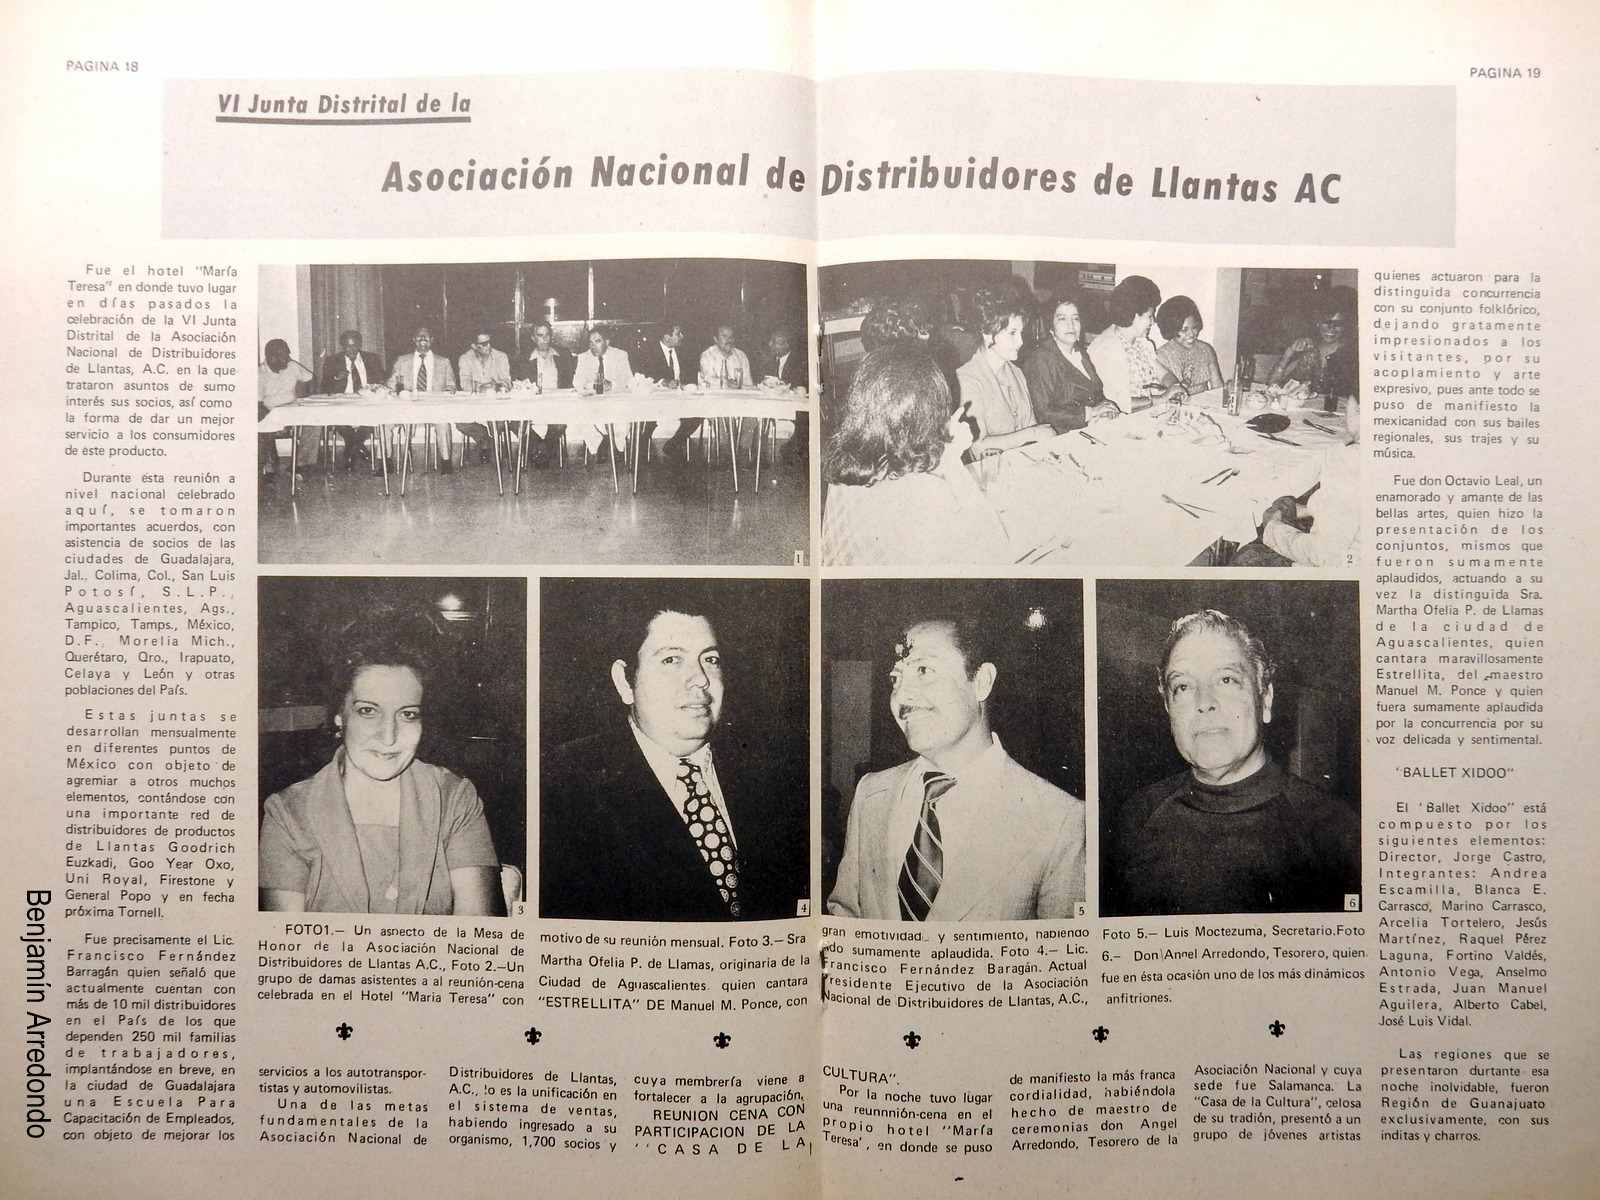 PAGINA 18
PAGINA 19
VI Junta Distrital de la
Asociación Nacional de Distribuidores de Llantas AC
Fue el hotel "María
Teresa" en donde tuvo lugar
en días pasados la
celebración de la VI Junta
Distrital de la Asociación
Nacional de Distribuidores
de Llantas, A.C. en la que
trataron asuntos de sumo
interés sus socios, así como
la forma de dar un mejor
servicio a los consumidores
de este producto.
Durante esta reunión a
nivel nacional celebrado
aquí, se tomaron
importantes acuerdos, con
asistencia de socios de las
ciudades de Guadalajara,
Jal., Colima, Col., San Luis
Potosí, S.L.P.,
Aguascalientes, Ags.,
Tampico, Tamps., México,
D.F., Morelia Mich.,
Querétaro, Qro., Irapuato,
Celaya y León y otras
poblaciones del País.
Estas juntas se
desarrollan mensualmente
en diferentes puntos de
México con objeto de
agremiar a otros muchos
elementos, contándose con
una importante red de
distribuidores de productos
de Llantas Goodrich
Euzkadi, Goo Year Oxo,
Uni Royal, Firestone y
General Popo y en fecha
próxima Tornell.
Fue precisamente el Lic.
Francisco Fernández
Barragán quien señaló que
actualmente cuentan con
más de 10 mil distribuidores
en el País de los que
dependen 250 mil familias
de trabajadores,
implantándose en breve, en
la ciudad de Guadalajara
una Escuela Para
Capacitación de Empleados,
con objeto de mejorar los
1
2
3
4
5
6
FOTO1.— Un asnecto de la Mesa de
Honor de la Asociación Nacional de
Distribuidores de Llantas A.C., Foto 2.—Un
grupo de damas asistentes a al reunión-cena
celebrada en el Hotel "Maria Teresa" con
motivo de su reunión mensual. Foto 3.— Sra
Martha Ofelia P. de Llamas, originaria de la
Ciudad de Aguascalientes. quien cantara
"ESTRELLITA" DE Manuel M. Ponce, con
gran emotividad y sentimiento, habiendo
ido sumamente aplaudida. Foto 4.— Lic.
Francisco Fernández Baragán. Actual
Presidente Ejecutivo de la Asociación
Nacional de Distribuidores de Llantas, A.C.,
Foto 5.— Luis Moctezuma, Secretario.Foto
6.— Don Angel Arredondo, Tesorero, quien
fue en ésta ocasión uno de los más dinámicos
anfitriones.
servicios a los autotranspor-
tistas y automovilistas.
Una de las metas
fundamentales de la
Asociación Nacional de
Distribuidores de Llantas,
A.C., lo es la unificación en
el sistema de ventas,
habiendo ingresado a su
organismo, 1,700 socios y
cuya membrería viene a
fortalecer a la agrupación,
REUNION CENA CON
PARTICIPACION DE LA
''CASA DE LA
CULTURA".
Por la noche tuvo lugar
una reunnnión-cena en el
propio hotel "María
Teresa', en donde se puso
de manifiesto la más franca
cordialidad, habiéndola
hecho de maestro de
ceremonias don Angel
Arredondo, Tesorero de la
Asociación Nacional y cuya
sede fue Salamanca. La
"Casa de la Cultura", celosa
de su tradión, presentó a un
grupo de jóvenes artistas
quienes actuaron para la
distinguida concurrencia
con su conjunto folklórico,
dejando gratamente
impresionados a los
visitantes, por su
acoplamiento y arte
expresivo, pues ante todo se
puso de manifiesto la
mexicanidad con sus bailes
regionales, sus trajes y su
música.
Fue don Octavio Leal, un
enamorado y amante de las
bellas artes, quien hizo la
presentación de los
conjuntos, mismos que
fueron sumamente
aplaudidos, actuando a su
vez la distinguida Sra.
Martha Ofelia P. de Llamas
de la ciudad de
Aguascalientes, quien
cantara maravillosamente
Estrellita, del maestro
Manuel M. Ponce y quien
fuera sumamente aplaudida
por la concurrencia por su
voz delicada y sentimental.
'BALLET XIDOO"
El 'Ballet Xidoo" está
compuesto por los
siguientes elementos:
Director, Jorge Castro,
Integrantes: Andrea
Escamilla, Blanca E.
Carrasco, Marino Carrasco,
Arcelia Tortelero, Jesús
Martínez, Raquel Pérez
Laguna, Fortino Valdés,
Antonio Vega, Anselmo
Estrada, Juan Manuel
Aguilera, Alberto Cabel,
José Luis Vidal.
Las regiones que se
presentaron durtante esa
noche inolvidable, fueron
Región de Guanajuato
exclusivamente, con sus
inditas y charros.
Benjamín Arredondo